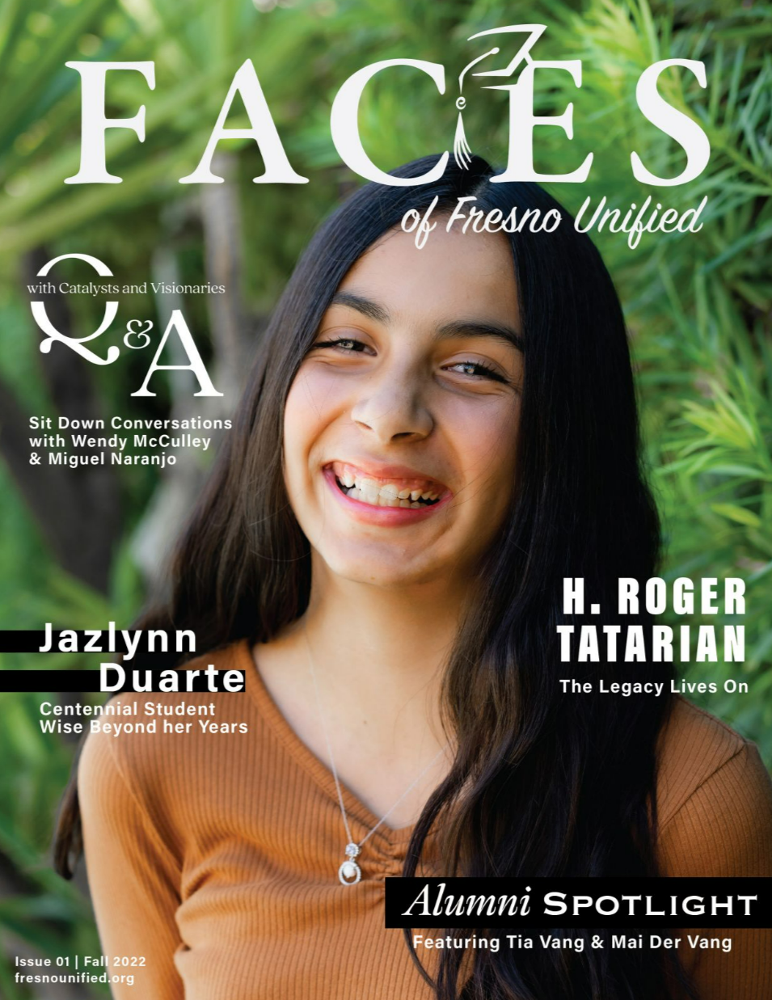 FACES
of Fresno Unified
Q&A
with Catalysts and Visionaries
Sit Down Conversations
with Wendy McCulley
& Miguel Naranjo
Jazlynn
Duarte
Centennial Student
Wise Beyond her Years
H. ROGER
TATARIAN
The Legacy Lives On
Alumni SPOTLIGHT
Featuring Tia Vang & Mai Der Vang
Issue 01 | Fall 2022
fresnounified.org